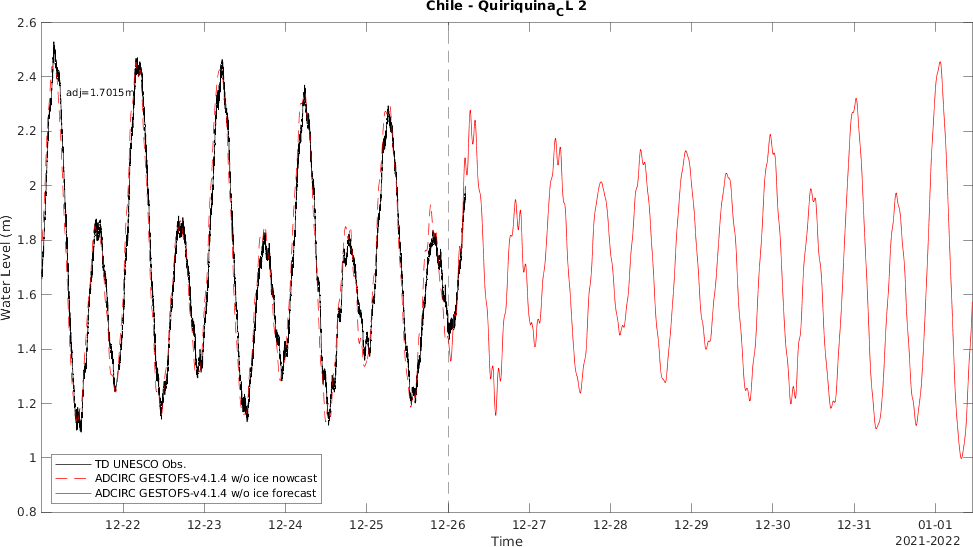 Chile - Quiriquina_CL 2
2.6
2.4
adj=1.7015m
2.2
2
1.8
Water Level (m)
1.6
1.4
1.2
1
TD UNESCO Obs.
ADCIRC GESTOFS-v4.1.4 w/o ice nowcast
ADCIRC GESTOFS-v4.1.4 w/o ice forecast
0.8
12-22 12-23 12-24 12-25 12-26 12-27 12-28 12-29 12-30 12-31 01-01
Time
2021-2022